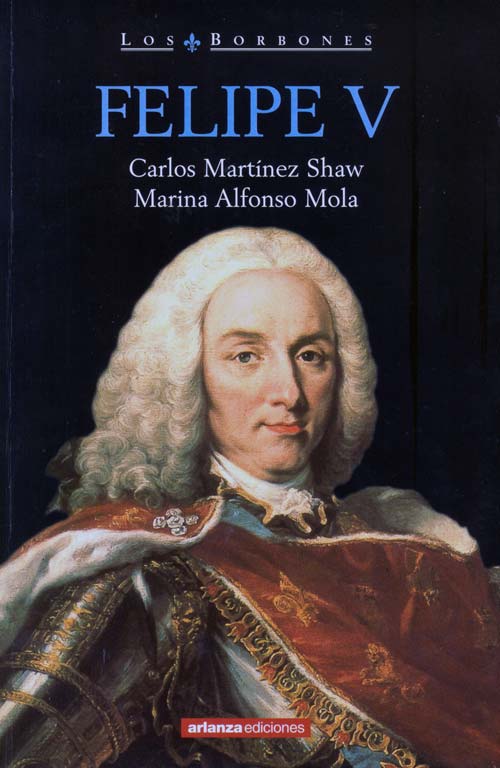 LOS BORBONES
FELIPE V
Carlos Martínez Shaw
Marina Alfonso Mola
arlanza ediciones